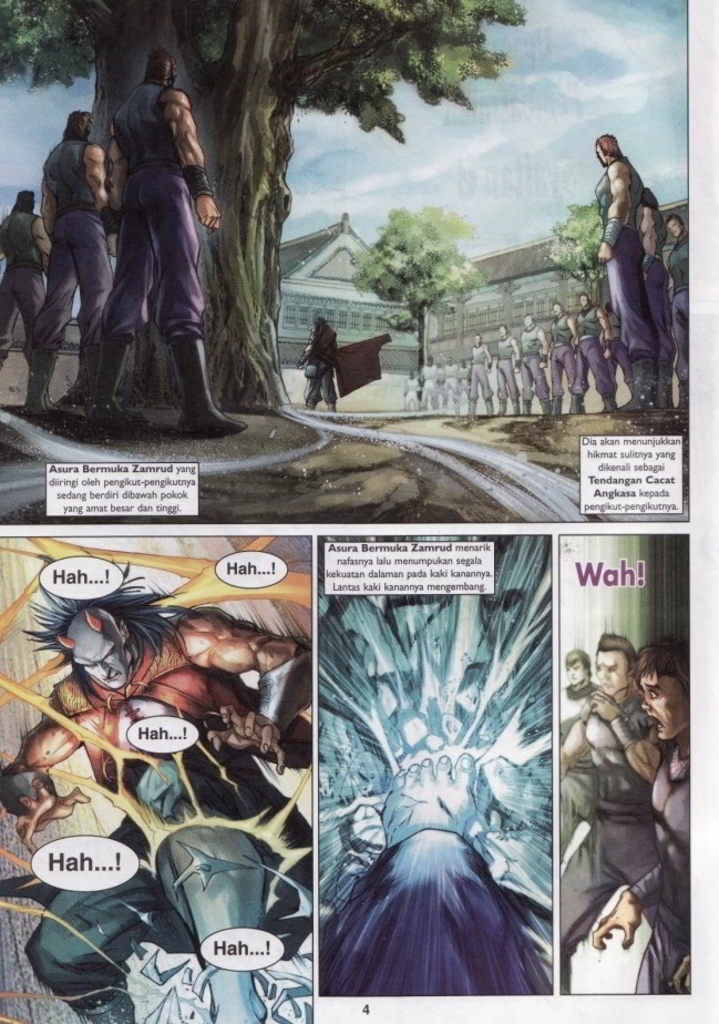 Asura Bermuka Zamrud yang
diiringi oleh pengikut-pengikutnya
sedang berdiri dibawah pokok
yang amat besar dan tinggi.
Dia akan menunjukkan
hikmat sulitnya yang
dikenali sebagai
Tendangan Cacat
Angkasa kepada
pengikut-pengikutnya.
Hah...!
Hah...!
Hah...!
Hah...!
Hah...!
Asura Bermuka Zamrud menarik
nafasnya lalu menumpukan segala
kekuatan dalaman pada kaki kanannya.
Lantas kaki kanannya mengembang.
Wah!
4